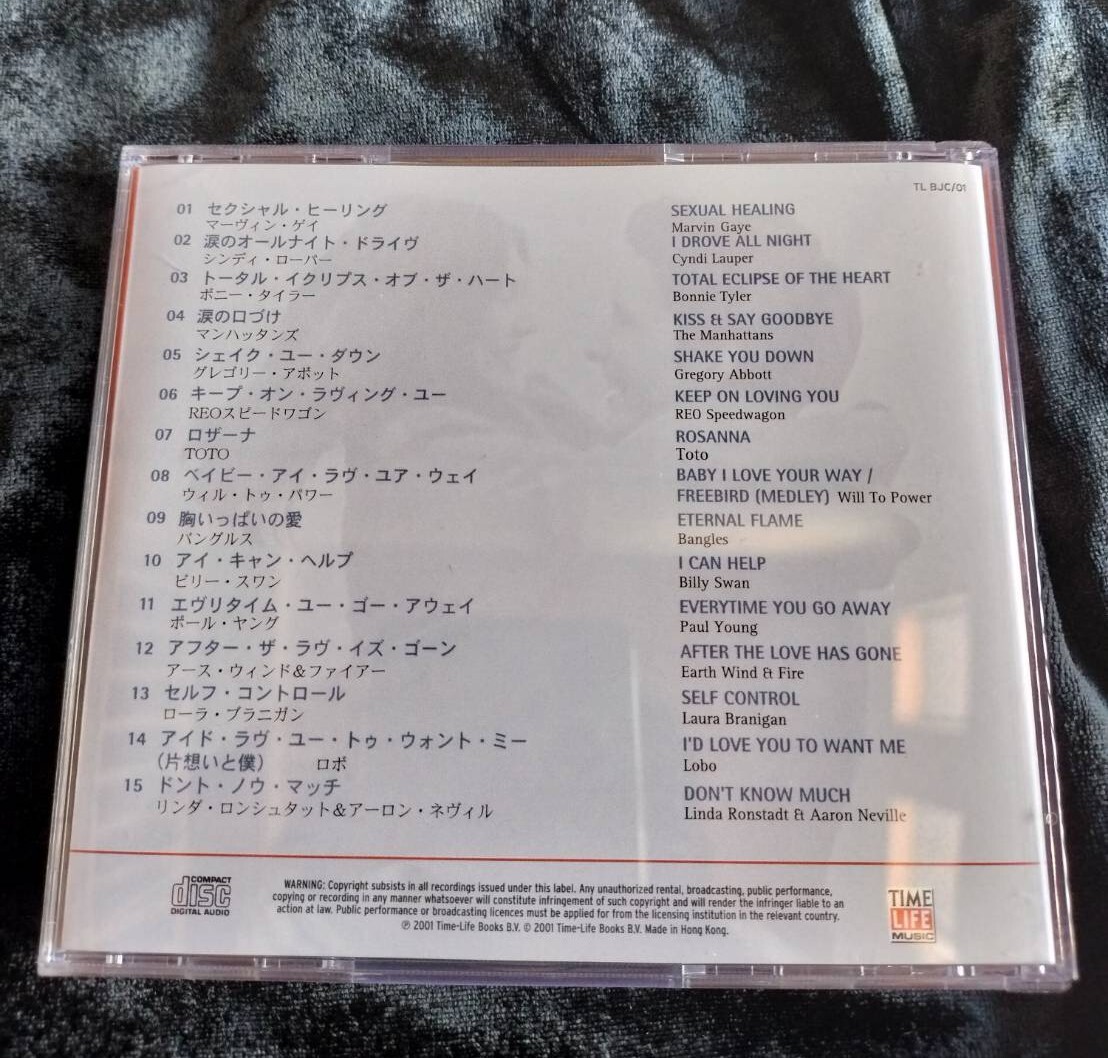 TL BJC/01
01 セクシャル・ヒーリング
マーヴィン・ゲイ
02 涙のオールナイト・ドライヴ
シンディ・ローパー
03 トータル・イクリプス・オブ・ザ・ハート
ボニー・タイラー
04 涙の口づけ
マンハッタンズ
05 シェイク・ユー・ダウン
グレゴリー・アボット
06 キープ・オン・ラヴィング・ユー
REOスピードワゴン
07 ロザーナ
TOTO
08 ベイビー・アイ・ラヴ・ユア・ウェイ
ウィル・トゥ・パワー
09 胸いっぱいの愛
バングルス
10 アイ・キャン・ヘルプ
ビリー・スワン
11 エヴリタイム・ユー・ゴー・アウェイ
ポール・ヤング
12 アフター・ザ・ラヴ・イズ・ゴーン
アース・ウィンド&ファイアー
13 セルフ・コントロール
ローラ・ブラニガン
14 アイド・ラヴ・ユー・トゥ・ウォント・ミー
(片想いと僕) ロボ
15 ドント・ノウ・マッチ
リンダ・ロンシュタット&アーロン・ネヴィル
SEXUAL HEALING
Marvin Gaye
I DROVE ALL NIGHT
Cyndi Lauper
TOTAL ECLIPSE OF THE HEART
Bonnie Tyler
KISS & SAY GOODBYE
The Manhattans
SHAKE YOU DOWN
Gregory Abbott
KEEP ON LOVING YOU
REO Speedwagon
ROSANNA
Toto
BABY I LOVE YOUR WAY /
FREEBIRD (MEDLEY) Will To Power
ETERNAL FLAME
Bangles
I CAN HELP
Billy Swan
EVERYTIME YOU GO AWAY
Paul Young
AFTER THE LOVE HAS GONE
Earth Wind & Fire
SELF CONTROL
Laura Branigan
I'D LOVE YOU TO WANT ME
Lobo
DON'T KNOW MUCH
Linda Ronstadt & Aaron Neville
COMPACT
disc
DIGITAL AUDIO
WARNING: Copyright subsists in all recordings issued under this label. Any unauthorized rental, broadcasting, public performance,
copying or recording in any manner whatsoever will constitute infringement of such copyright and will render the infringer liable to an
action at law. Public performance or broadcasting licences must be applied for from the licensing institution in the relevant country.
℗ 2001 Time-Life Books B.V. © 2001 Time-Life Books B.V. Made in Hong Kong.
TIME
LIFE
MUSIC